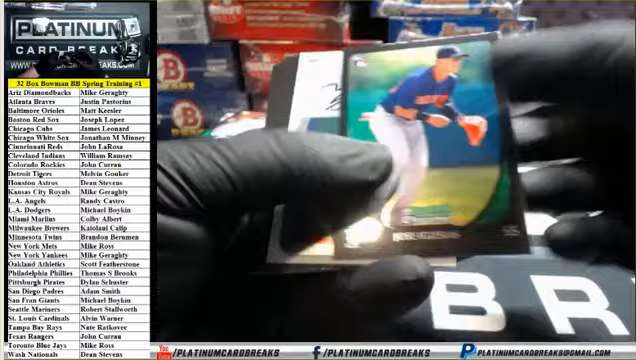 PLATINUM
CARD BREAKS
32 Box Bowman BB Spring Training #1
Ariz Diamondbacks Mike Geraghty
Atlanta Braves Justin Pastorius
Baltimore Orioles Matt Keesler
Boston Red Sox Joseph Lopez
Chicago Cubs James Leonard
Chicago White Sox Jonathan M Minney
Cincinnati Reds John LaRosa
Cleveland Indians William Ramsay
Colorado Rockies John Curran
Detroit Tigers Melvin Gouker
Houston Astros Dean Stevens
Kansas City Royals Mike Geraghty
L.A. Angels Randy Castro
L.A. Dodgers Michael Boykin
Miami Marlins Colby Albert
Milwaukee Brewers Kaiolani Calip
Minnesota Twins Brandon Berumen
New York Mets Mike Ross
New York Yankees Mike Geraghty
Oakland Athletics Scott Featherstone
Philadelphia Phillies Thomas S Brooks
Pittsburgh Pirates Dylan Schuster
San Diego Padres Adam Smith
San Fran Giants Michael Boykin
Seattle Mariners Robert Stallworth
St. Louis Cardinals Alvin Warner
Tampa Bay Rays Nate Ratkovec
Texas Rangers John Curran
Toronto Blue Jays Mike Ross
Wash Nationals Dean Stevens
B R
You Tube /PLATINUMCARDBREAKS f /PLATINUMCARDBREAKS P PLATINUMCARDBREAKS@GMAIL.COM